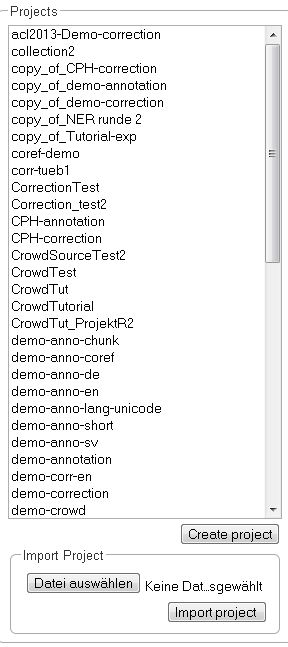 Projects
acl2013-Demo-correction
collection2
copy_of_CPH-correction
copy_of_demo-annotation
copy_of_demo-correction
copy_of_NER runde 2
copy_of_Tutorial-exp
coref-demo
corr-tueb1
CorrectionTest
Correction_test2
CPH-annotation
CPH-correction
CrowdSourceTest2
CrowdTest
CrowdTut
CrowdTutorial
CrowdTut_ProjektR2
demo-anno-chunk
demo-anno-coref
demo-anno-de
demo-anno-en
demo-anno-lang-unicode
demo-anno-short
demo-anno-sv
demo-annotation
demo-corr-en
demo-correction
demo-crowd
Create project
Import Project
Datei auswählen Keine Dat...sgewählt
Import project